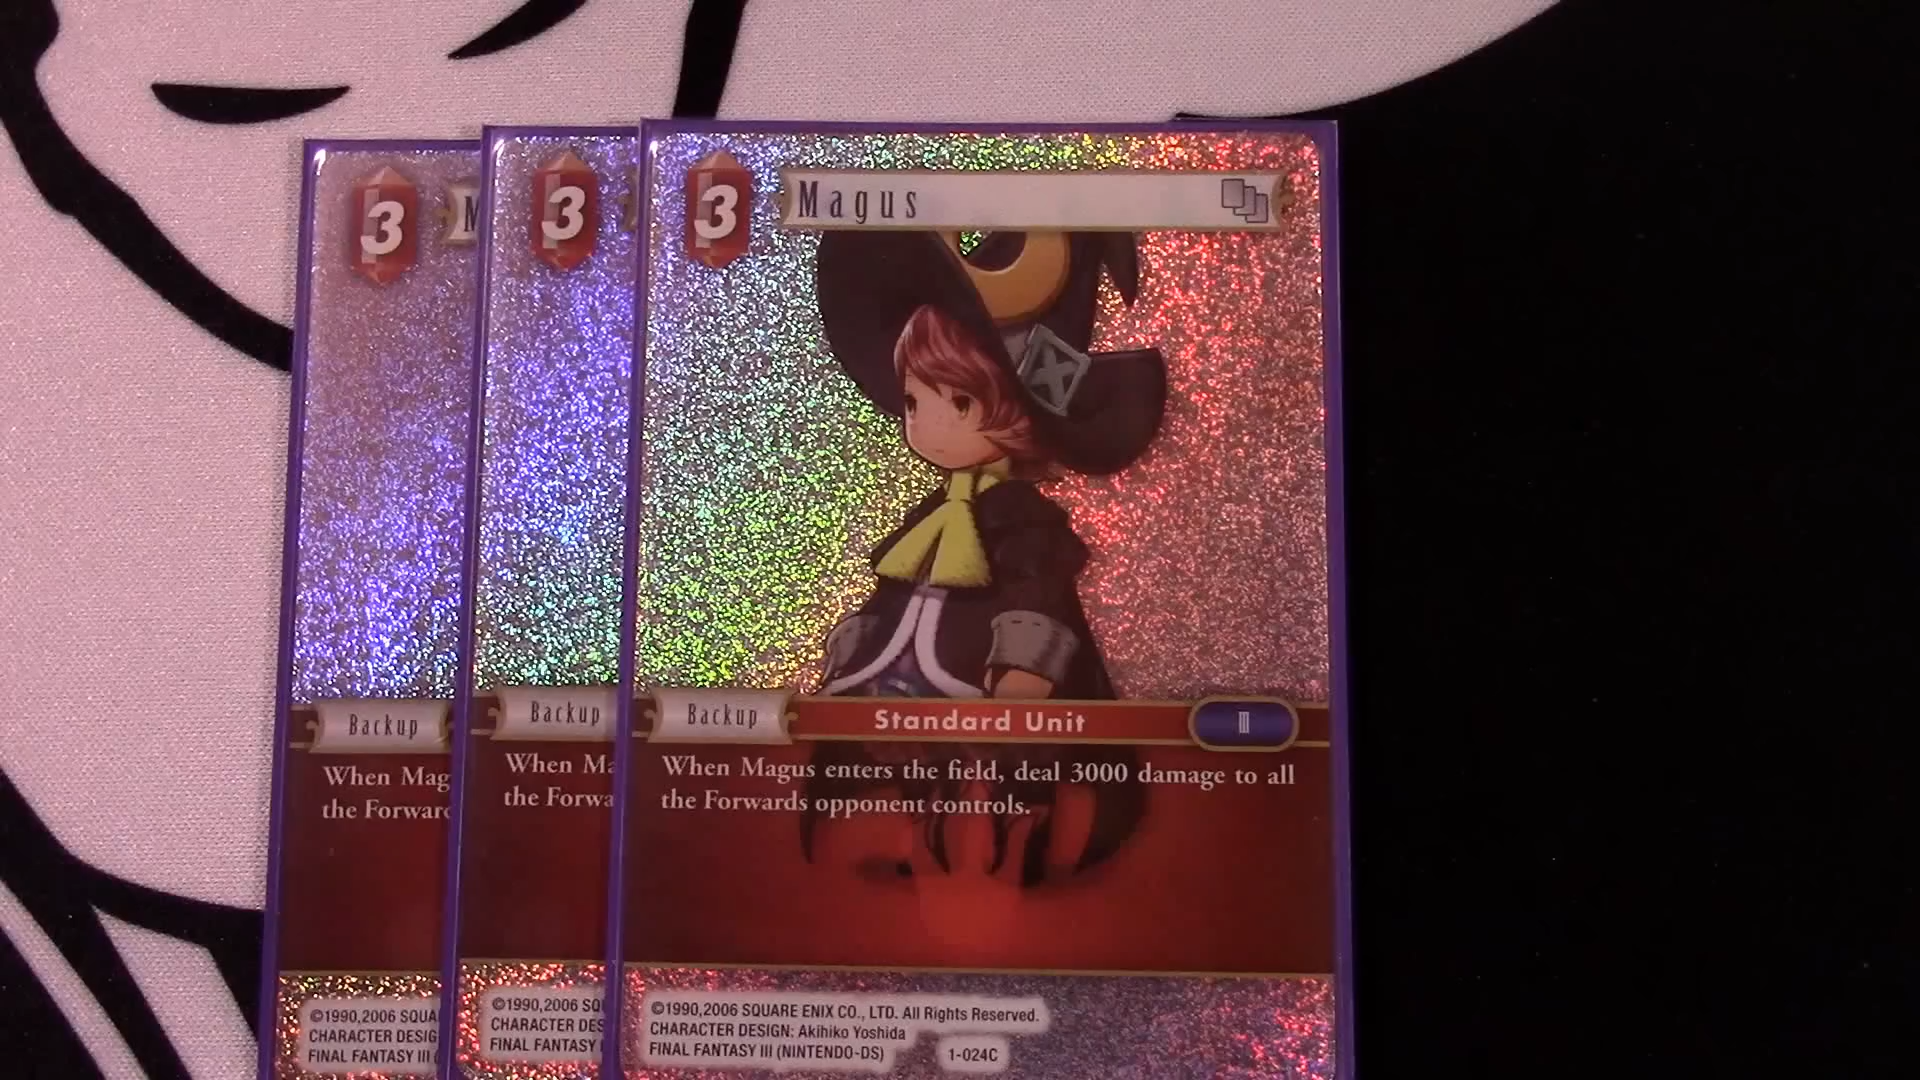 3
M
Backup
When Mag
the Forward
©1990,2006 SQUA
CHARACTER DESIG
FINAL FANTASY III (
3
Backup
When Ma
the Forwa
©1990,2006 SQU
CHARACTER DES
FINAL FANTASY I
3 Magus
Backup Standard Unit III
When Magus enters the field, deal 3000 damage to all
the Forwards opponent controls.
©1990,2006 SQUARE ENIX CO., LTD. All Rights Reserved.
CHARACTER DESIGN: Akihiko Yoshida
FINAL FANTASY III (NINTENDO-DS) 1-024C